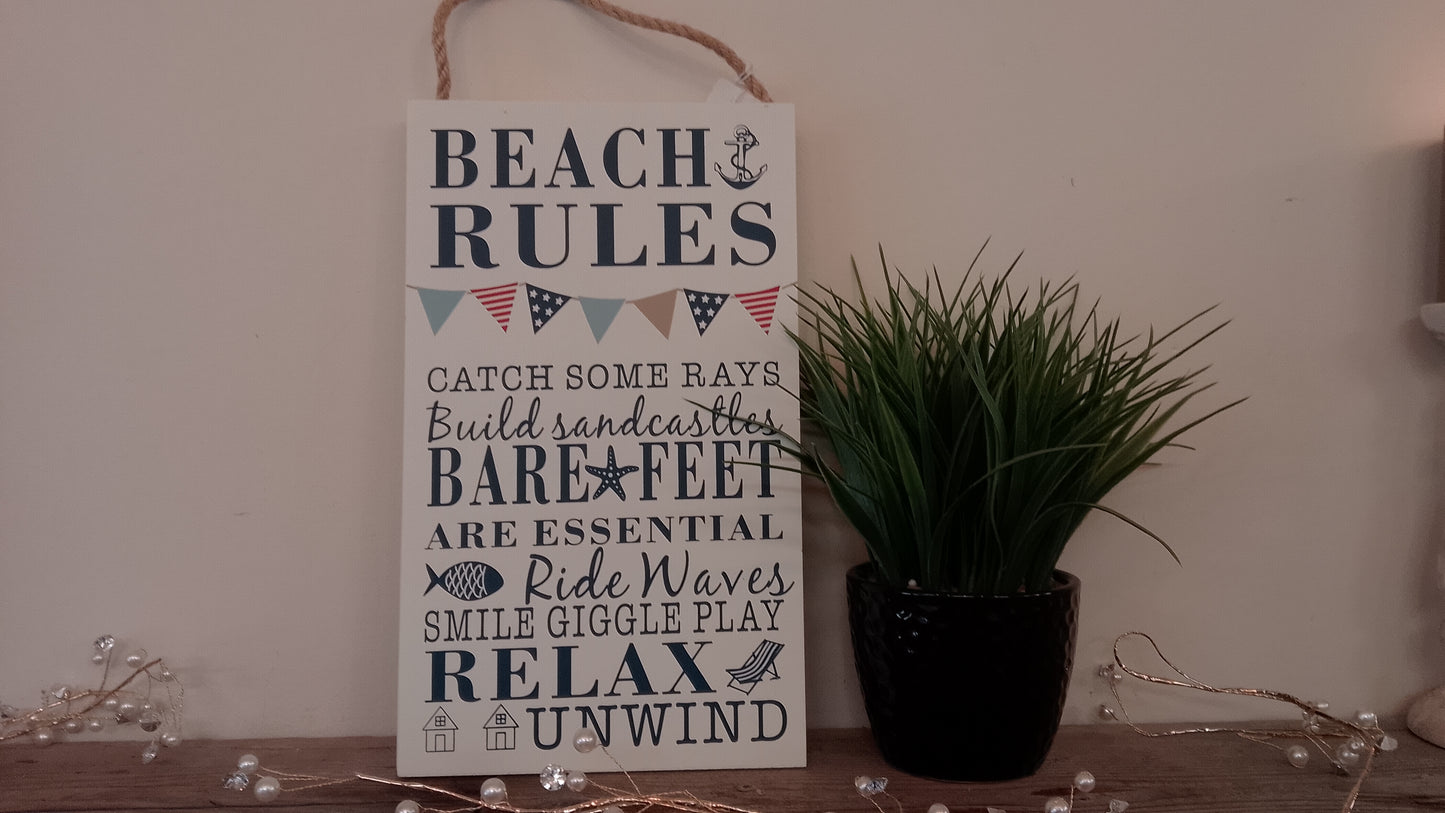 BEACH
RULES
CATCH SOME RAYS
Build sandcastles
BARE FEET
ARE ESSENTIAL
Ride Waves
SMILE GIGGLE PLAY
RELAX
UNWIND